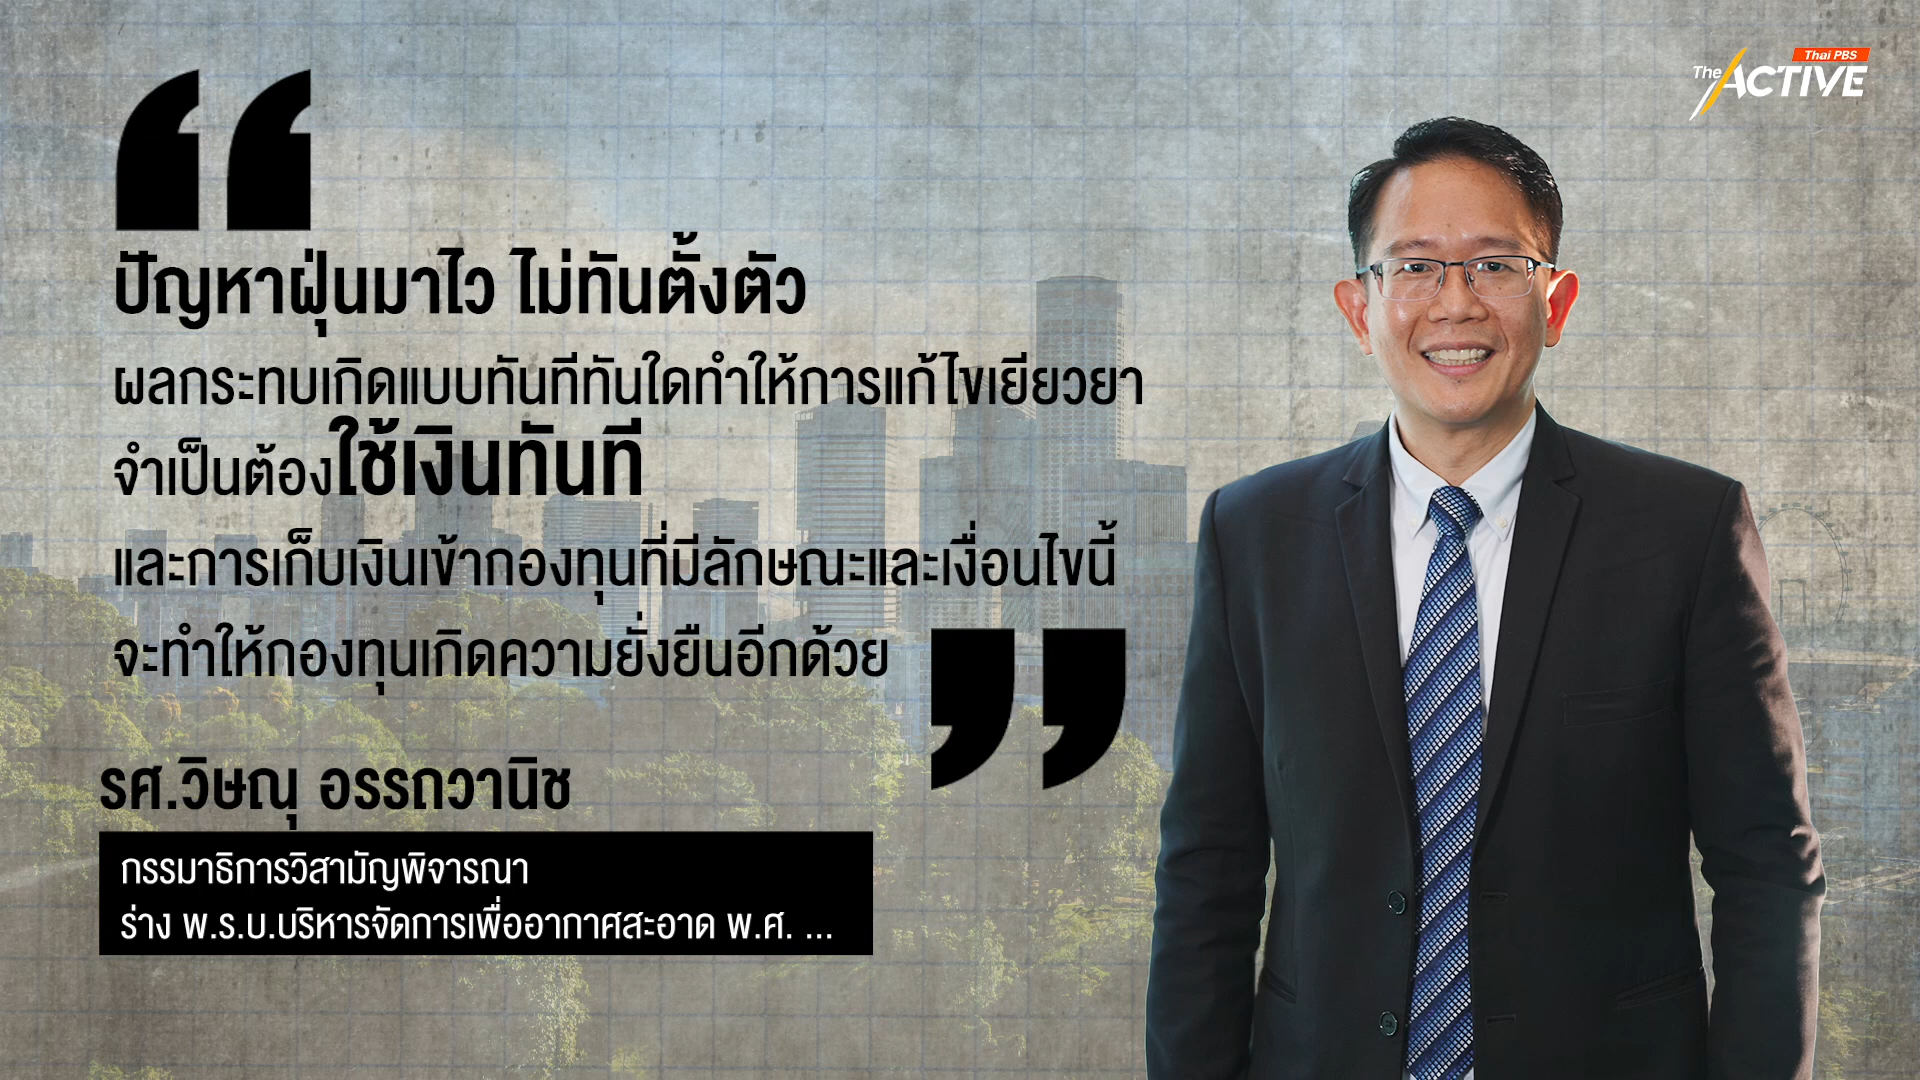 Thai PBS
The ACTIVE
ปัญหาฝุ่นมาไว ไม่ทันตั้งตัว
ผลกระทบเกิดแบบทันทีทันใดทำให้การแก้ไขเยียวยา
จำเป็นต้องใช้เงินทันที
และการเก็บเงินเข้ากองทุนที่มีลักษณะและเงื่อนไขนี้
จะทำให้กองทุนเกิดความยั่งยืนอีกด้วย
รศ.วิษณุ อรรถวานิช
กรรมาธิการวิสามัญพิจารณา
ร่าง พ.ร.บ.บริหารจัดการเพื่ออากาศสะอาด พ.ศ. ...